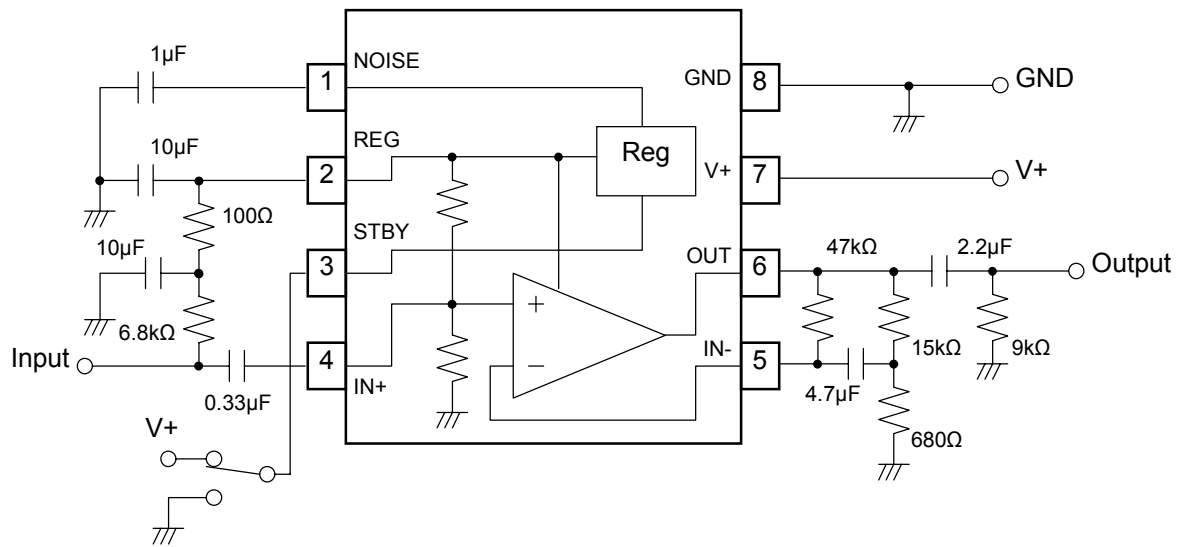 1µF
1
NOISE
10µF
2
REG
100Ω
10µF
3
STBY
6.8kΩ
Input
4
IN+
0.33µF
V+
Reg
+
−
GND
8
GND
V+
7
V+
OUT
6
47kΩ
2.2µF
Output
IN-
5
15kΩ
9kΩ
4.7µF
680Ω